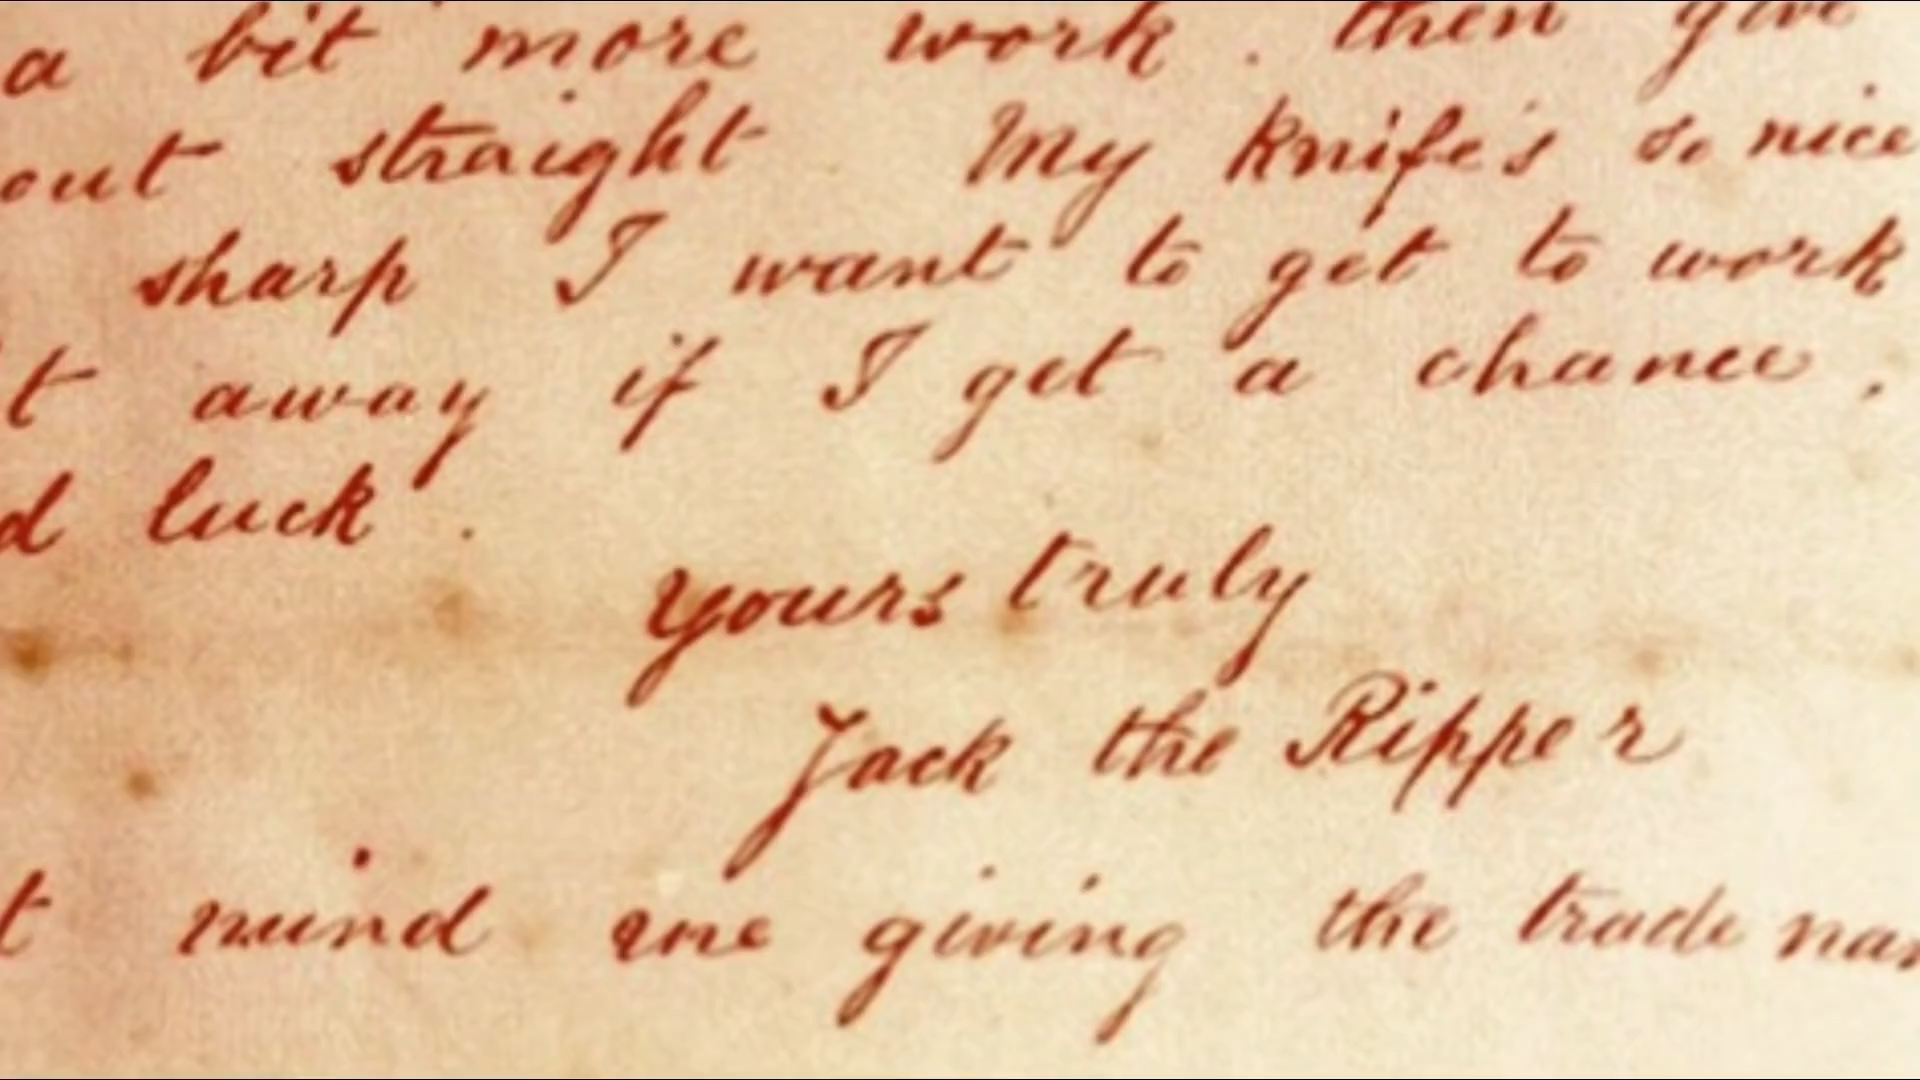 a bit more work . then give
out straight My knife's so nice
sharp I want to get to work
t away if I get a chance .
d luck .
yours truly
Jack the Ripper
t mind me giving the trade nam